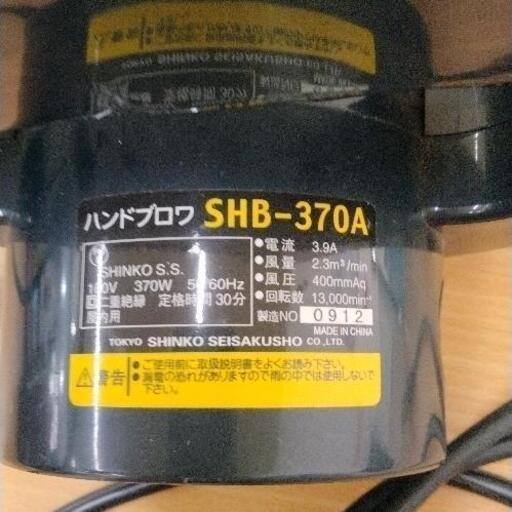 ハンドブロワ SHB-370A
SHINKO S.S.
100V 370W 50/60Hz
回二重絶縁 定格時間30分
屋内用
●電流 3.9A
●風量 2.3m³/min
●風圧 400mmAq
●回転数 13,000min⁻¹
製造NO 0912
MADE IN CHINA
TOKYO SHINKO SEISAKUSHO CO.,LTD.
⚠警告
●ご使用前に取扱説明書をよくお読み下さい。
●漏電の恐れがありますので雨の中では使用しないで
下さい。